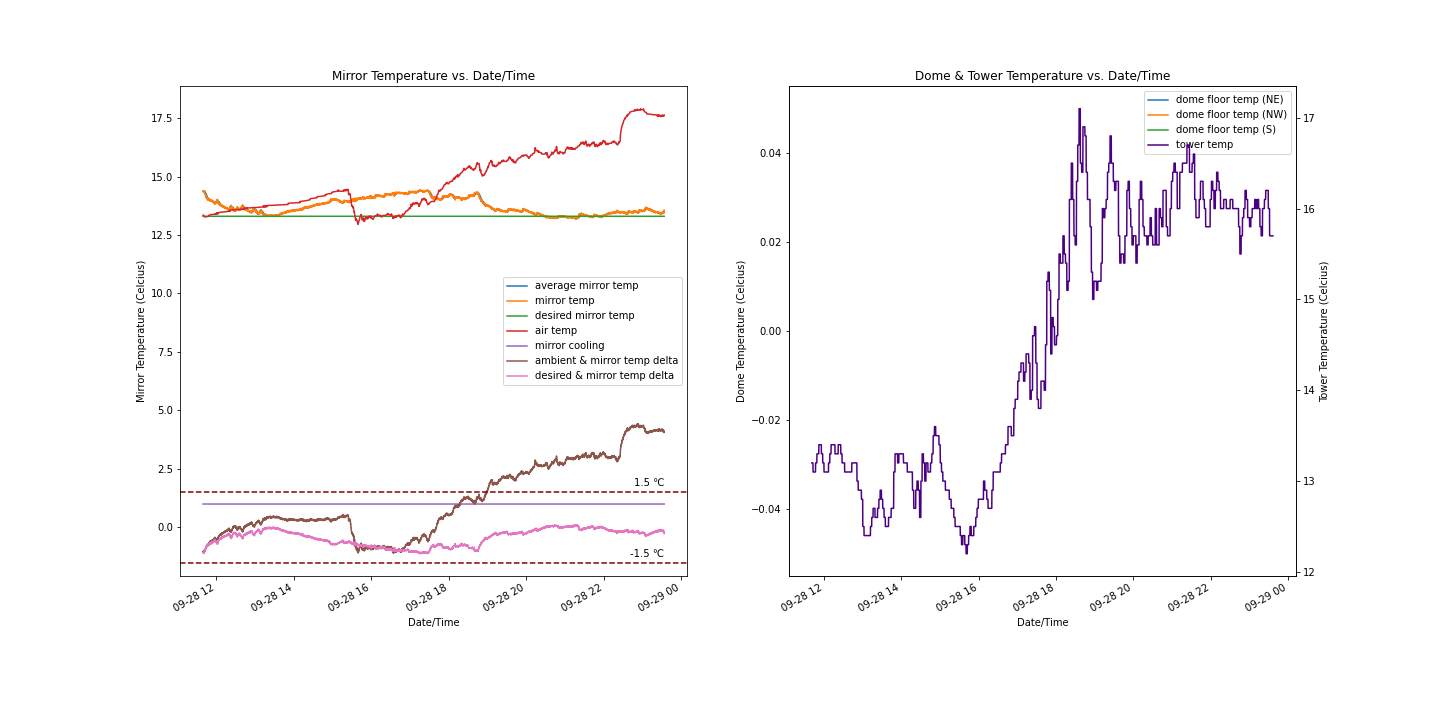 Mirror Temperature vs. Date/Time
Mirror Temperature (Celcius)
17.5
15.0
12.5
10.0
7.5
5.0
2.5
0.0
average mirror temp
mirror temp
desired mirror temp
air temp
mirror cooling
ambient & mirror temp delta
desired & mirror temp delta
1.5 °C
-1.5 °C
09-28 12
09-28 14
09-28 16
09-28 18
09-28 20
09-28 22
09-29 00
Date/Time
Dome & Tower Temperature vs. Date/Time
Dome Temperature (Celcius)
0.04
0.02
0.00
−0.02
−0.04
dome floor temp (NE)
dome floor temp (NW)
dome floor temp (S)
tower temp
17
16
15
14
13
12
Tower Temperature (Celcius)
09-28 12
09-28 14
09-28 16
09-28 18
09-28 20
09-28 22
09-29 00
Date/Time